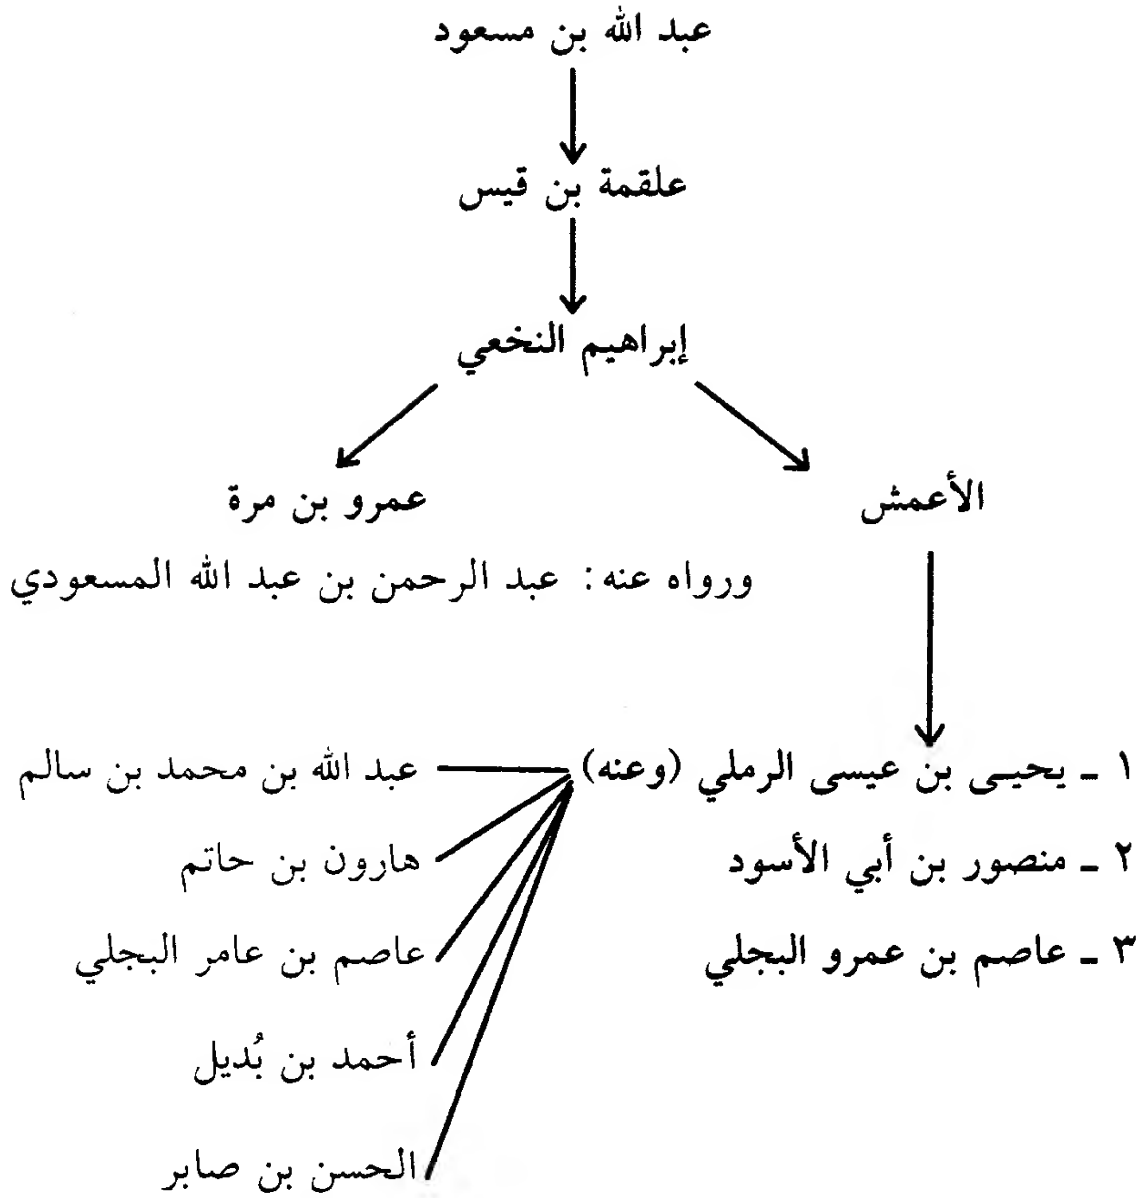 عبد الله بن مسعود
علقمة بن قيس
إبراهيم النخعي
الأعمش
عمرو بن مرة
ورواه عنه: عبد الرحمن بن عبد الله المسعودي
١ ـ يحيى بن عيسى الرملي (وعنه)
عبد الله بن محمد بن سالم
٢ ـ منصور بن أبي الأسود
هارون بن حاتم
٣ ـ عاصم بن عمرو البجلي
عاصم بن عامر البجلي
أحمد بن بُديل
الحسن بن صابر